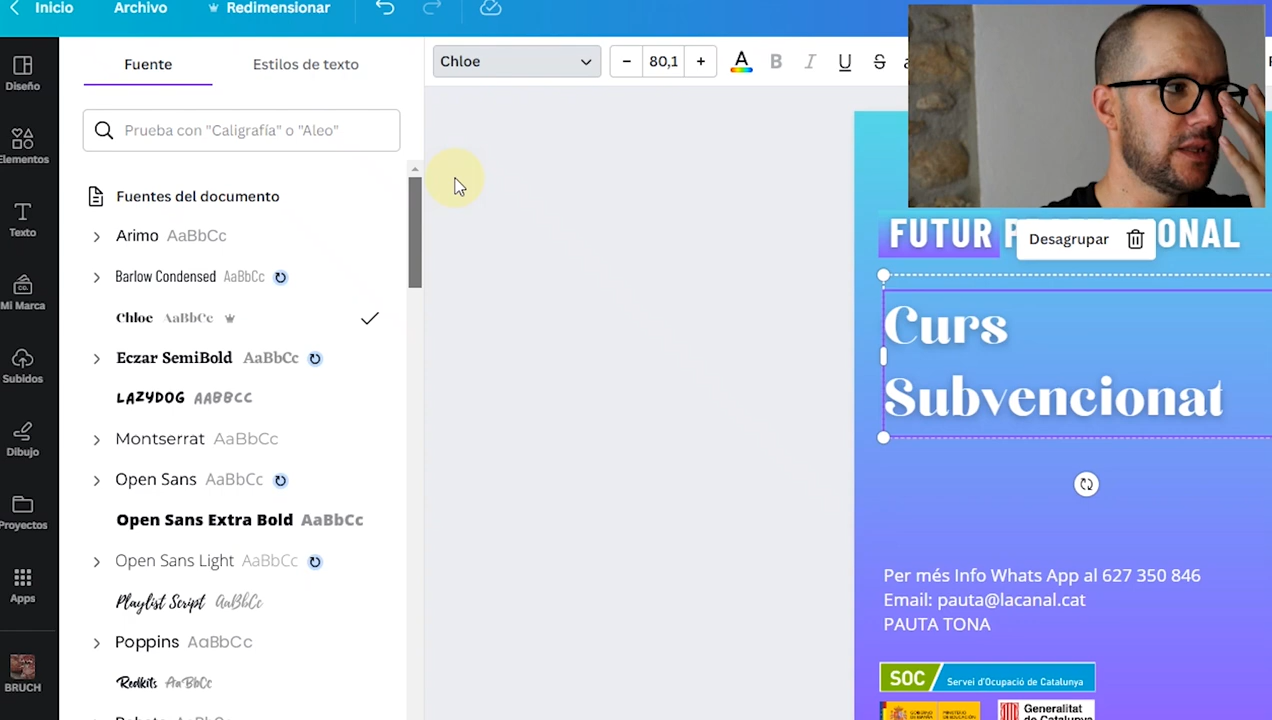 Inicio
Archivo
Redimensionar
Diseño
Elementos
Texto
Mi Marca
CO.
Subidos
Dibujo
Proyectos
Apps
BRUCH
Fuente
Estilos de texto
Prueba con "Caligrafía" o "Aleo"
Fuentes del documento
Arimo AaBbCc
Barlow Condensed AaBbCc
Chloe AaBbCc
Eczar SemiBold AaBbCc
LAZYDOG AABBCC
Montserrat AaBbCc
Open Sans AaBbCc
Open Sans Extra Bold AaBbCc
Open Sans Light AaBbCc
Playlist Script AaBbCc
Poppins AaBbCc
Redkits AaBbCc
Chloe
− 80,1 + A B I U S
FUTUR
ONAL
Desagrupar
Curs
Subvencionat
Per més Info Whats App al 627 350 846
Email: pauta@lacanal.cat
PAUTA TONA
SOC Servei d'Ocupació de Catalunya
Generalitat